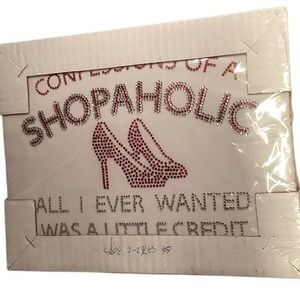 CONFESSIONS OF A
SHOPAHOLIC
ALL I EVER WANTED
WAS A LITTLE CREDIT